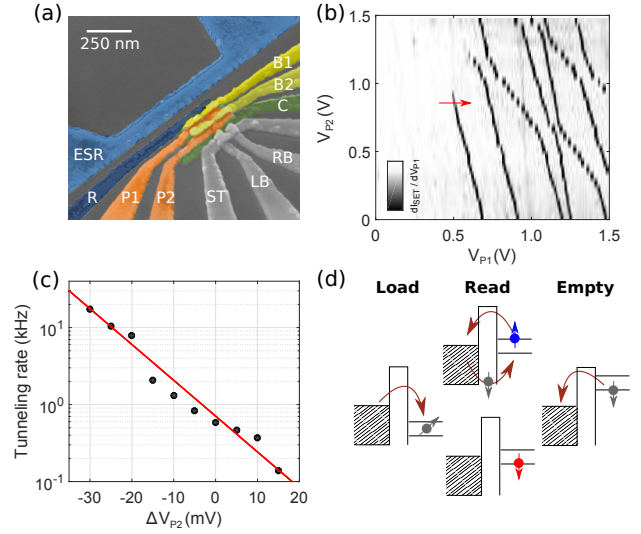 (a)
250 nm
B1
B2
C
ESR
R
P1
P2
ST
LB
RB
(b)
V_P2 (V)
1.5
1.0
0.5
0
dI_SET / dV_P1
0
0.5
1.0
1.5
V_P1 (V)
(c)
Tunneling rate (kHz)
10^1
10^0
10^-1
-30
-20
-10
0
10
20
ΔV_P2 (mV)
(d)
Load
Read
Empty